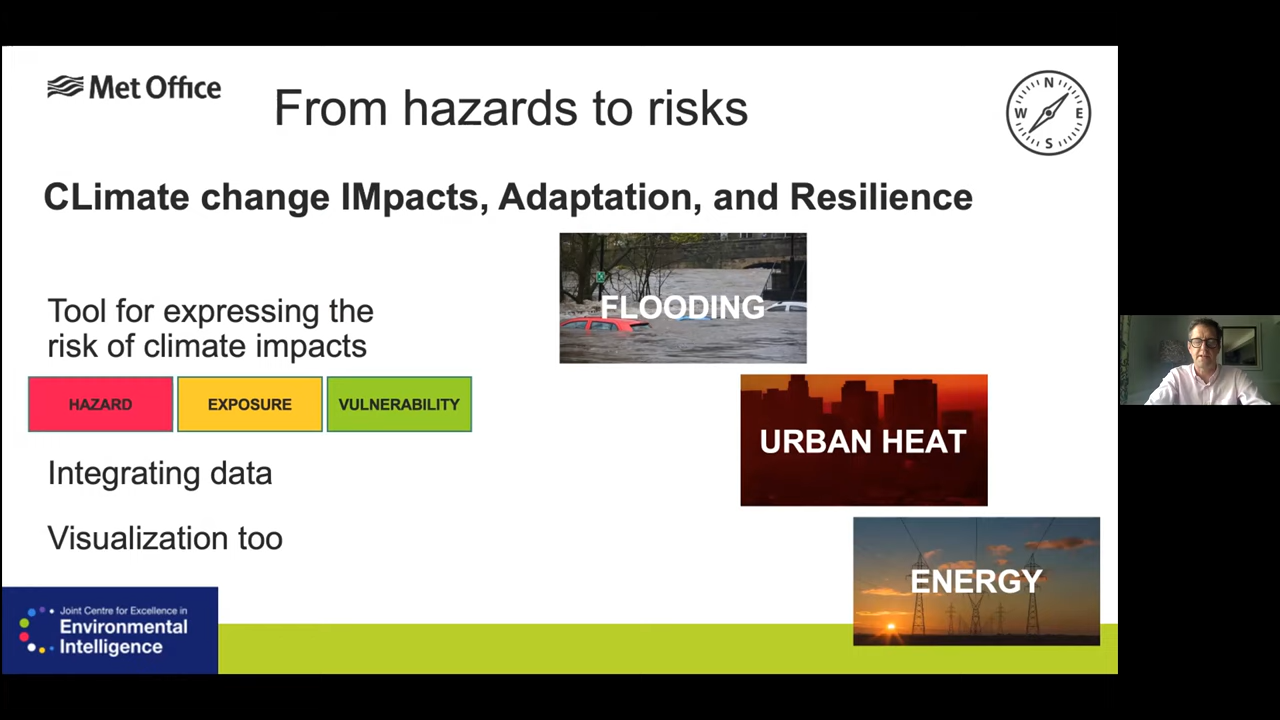 Met Office
From hazards to risks
N
W E
S
CLimate change IMpacts, Adaptation, and Resilience
FLOODING
Tool for expressing the
risk of climate impacts
HAZARD EXPOSURE VULNERABILITY
URBAN HEAT
Integrating data
Visualization too
ENERGY
Joint Centre for Excellence in
Environmental
Intelligence